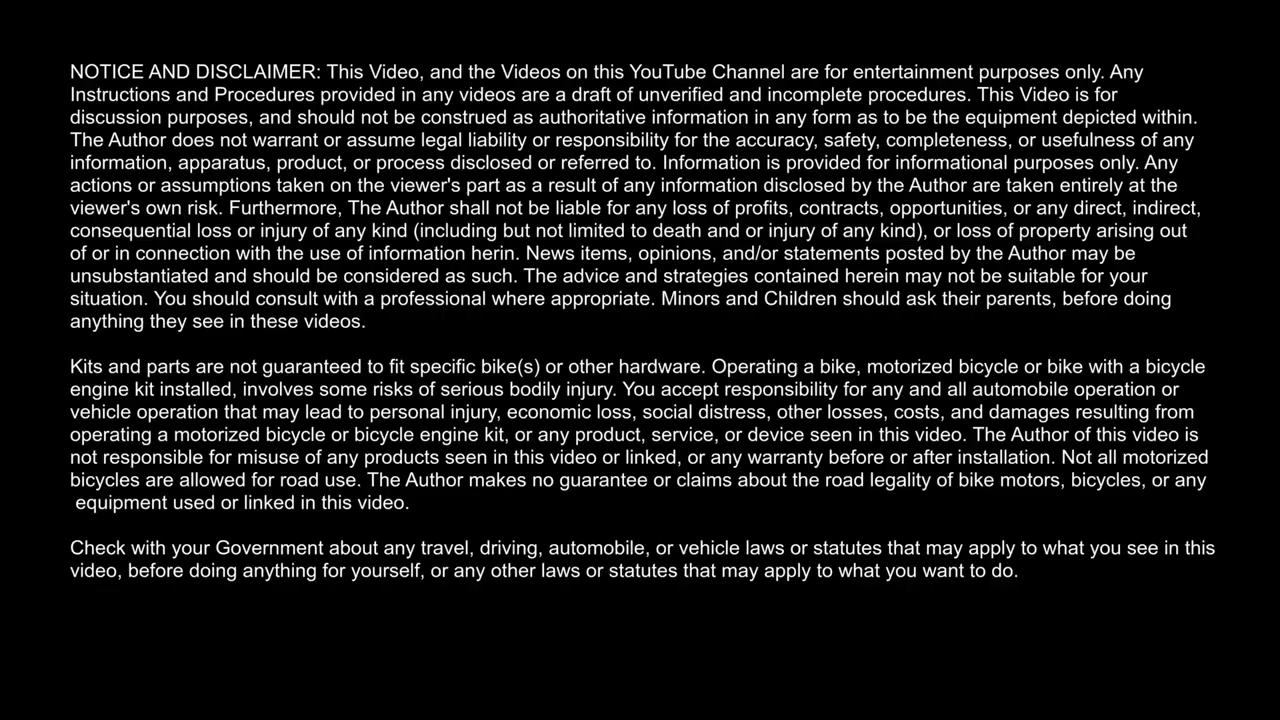 NOTICE AND DISCLAIMER: This Video, and the Videos on this YouTube Channel are for entertainment purposes only. Any
Instructions and Procedures provided in any videos are a draft of unverified and incomplete procedures. This Video is for
discussion purposes, and should not be construed as authoritative information in any form as to be the equipment depicted within.
The Author does not warrant or assume legal liability or responsibility for the accuracy, safety, completeness, or usefulness of any
information, apparatus, product, or process disclosed or referred to. Information is provided for informational purposes only. Any
actions or assumptions taken on the viewer's part as a result of any information disclosed by the Author are taken entirely at the
viewer's own risk. Furthermore, The Author shall not be liable for any loss of profits, contracts, opportunities, or any direct, indirect,
consequential loss or injury of any kind (including but not limited to death and or injury of any kind), or loss of property arising out
of or in connection with the use of information herin. News items, opinions, and/or statements posted by the Author may be
unsubstantiated and should be considered as such. The advice and strategies contained herein may not be suitable for your
situation. You should consult with a professional where appropriate. Minors and Children should ask their parents, before doing
anything they see in these videos.
Kits and parts are not guaranteed to fit specific bike(s) or other hardware. Operating a bike, motorized bicycle or bike with a bicycle
engine kit installed, involves some risks of serious bodily injury. You accept responsibility for any and all automobile operation or
vehicle operation that may lead to personal injury, economic loss, social distress, other losses, costs, and damages resulting from
operating a motorized bicycle or bicycle engine kit, or any product, service, or device seen in this video. The Author of this video is
not responsible for misuse of any products seen in this video or linked, or any warranty before or after installation. Not all motorized
bicycles are allowed for road use. The Author makes no guarantee or claims about the road legality of bike motors, bicycles, or any
equipment used or linked in this video.
Check with your Government about any travel, driving, automobile, or vehicle laws or statutes that may apply to what you see in this
video, before doing anything for yourself, or any other laws or statutes that may apply to what you want to do.